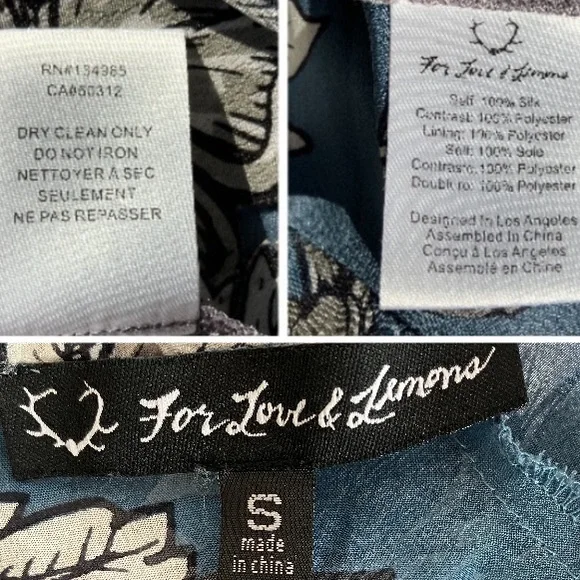 RN#134985
CA#60312
DRY CLEAN ONLY
DO NOT IRON
NETTOYER A SEC
SEULEMENT
NE PAS REPASSER
For Love & Lemons
Self: 100% Silk
Contrast: 100% Polyester
Lining: 100% Polyester
Self: 100% Soie
Contraste: 100% Polyester
Doublure: 100% Polyester
Designed in Los Angeles
Assembled in China
Conçu à Los Angeles
Assemblé en Chine
For Love & Lemons
S
made
in china